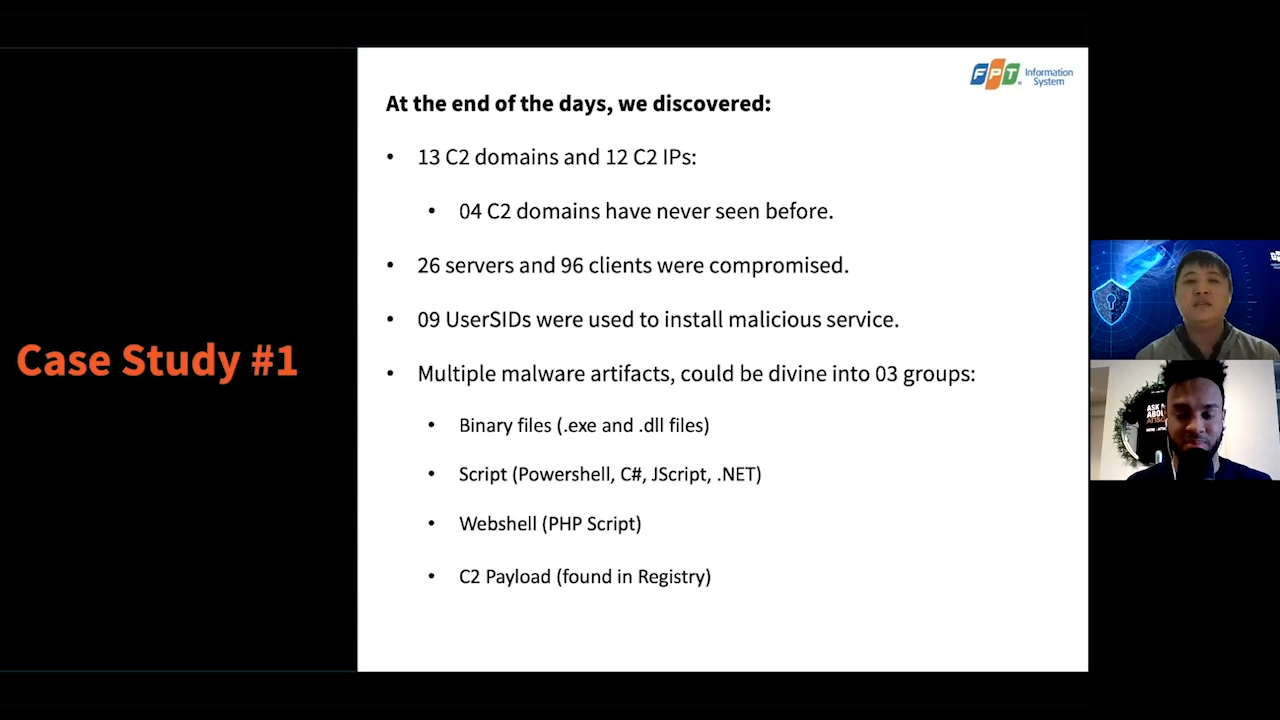 FPT Information
System
At the end of the days, we discovered:
• 13 C2 domains and 12 C2 IPs:
• 04 C2 domains have never seen before.
• 26 servers and 96 clients were compromised.
• 09 UserSIDs were used to install malicious service.
Case Study #1
• Multiple malware artifacts, could be divine into 03 groups:
• Binary files (.exe and .dll files)
• Script (Powershell, C#, JScript, .NET)
• Webshell (PHP Script)
• C2 Payload (found in Registry)
ASK